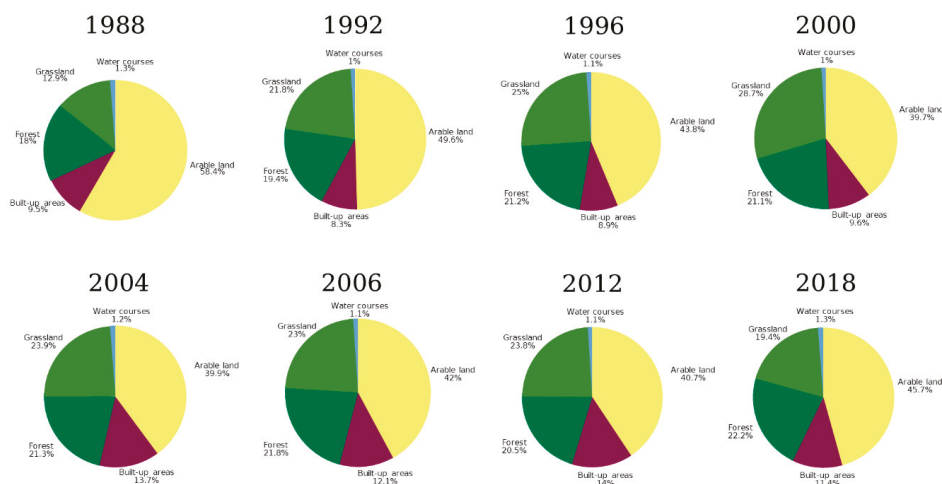 1988
Water courses
1.3%
Grassland
12.9%
Forest
18%
Built-up areas
9.5%
Arable land
58.4%
1992
Water courses
1%
Grassland
21.8%
Forest
19.4%
Built-up areas
8.3%
Arable land
49.6%
1996
Water courses
1.1%
Grassland
25%
Forest
21.2%
Built-up areas
8.9%
Arable land
43.8%
2000
Water courses
1%
Grassland
28.7%
Forest
21.1%
Built-up areas
9.6%
Arable land
39.7%
2004
Water courses
1.2%
Grassland
23.9%
Forest
21.3%
Built-up areas
13.7%
Arable land
39.9%
2006
Water courses
1.1%
Grassland
23%
Forest
21.8%
Built-up areas
12.1%
Arable land
42%
2012
Water courses
1.1%
Grassland
23.8%
Forest
20.5%
Built-up areas
14%
Arable land
40.7%
2018
Water courses
1.3%
Grassland
19.4%
Forest
22.2%
Built-up areas
11.4%
Arable land
45.7%